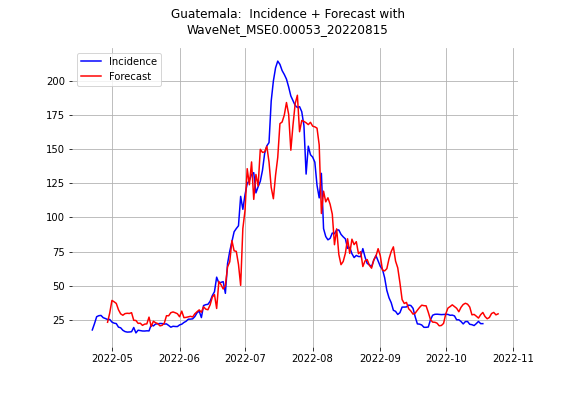 Guatemala:  Incidence + Forecast with
WaveNet_MSE0.00053_20220815
Incidence
Forecast
200
175
150
125
100
75
50
25
2022-05 2022-06 2022-07 2022-08 2022-09 2022-10 2022-11